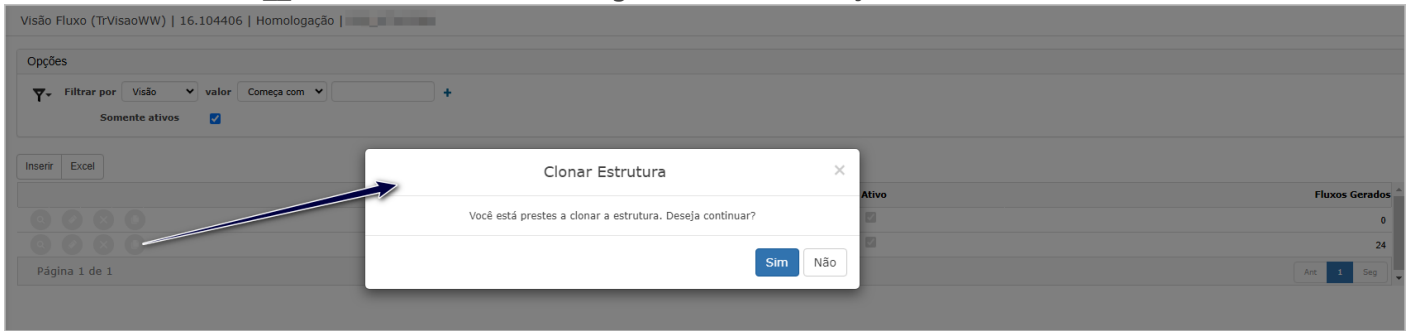 Visão Fluxo (TrVisaoWW) | 16.104406 | Homologação |
Opções
Filtrar por Visão valor Começa com +
Somente ativos
Inserir Excel
Clonar Estrutura ×
Ativo Fluxos Gerados
Você está prestes a clonar a estrutura. Deseja continuar?
0
24
Sim Não
Página 1 de 1 Ant 1 Seg